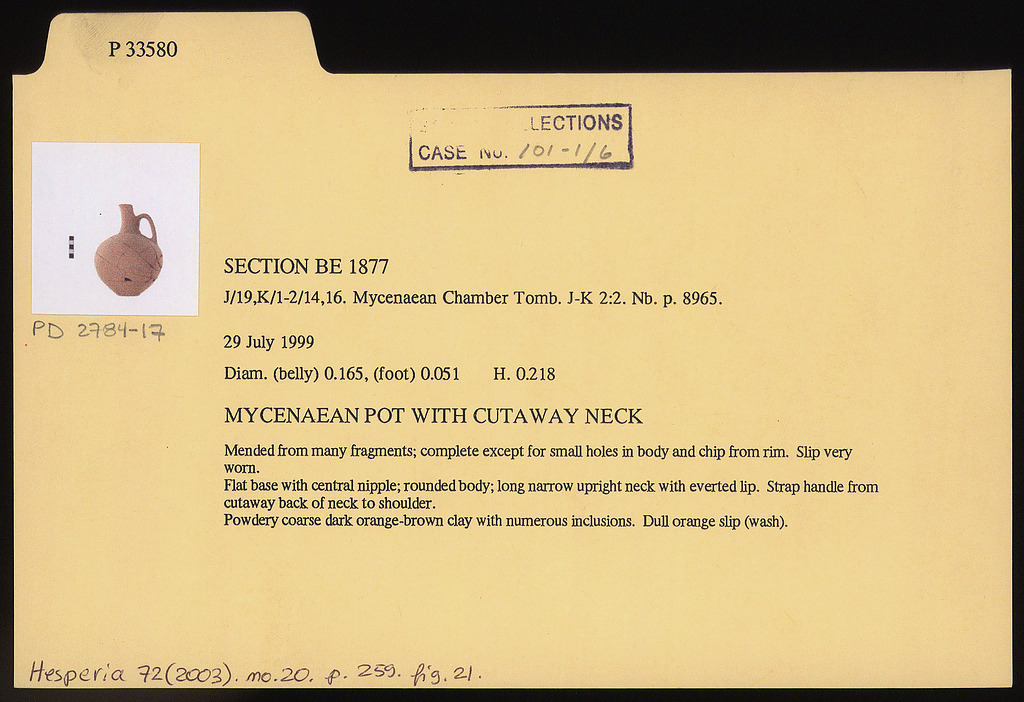 P 33580
LECTIONS
CASE NO. 101-1/6
PD 2784-17
SECTION BE 1877
J/19,K/1-2/14,16. Mycenaean Chamber Tomb. J-K 2:2. Nb. p. 8965.
29 July 1999
Diam. (belly) 0.165, (foot) 0.051 H. 0.218
MYCENAEAN POT WITH CUTAWAY NECK
Mended from many fragments; complete except for small holes in body and chip from rim. Slip very
worn.
Flat base with central nipple; rounded body; long narrow upright neck with everted lip. Strap handle from
cutaway back of neck to shoulder.
Powdery coarse dark orange-brown clay with numerous inclusions. Dull orange slip (wash).
Hesperia 72(2003). no.20. p. 259. fig. 21.